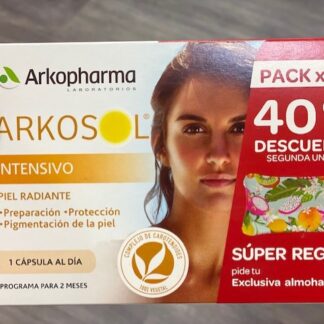 Arkopharma
LABORATORIOS
ARKOSOL®
INTENSIVO
PIEL RADIANTE
•Preparación •Protección
•Pigmentación de la piel
1 CÁPSULA AL DÍA
PROGRAMA PARA 2 MESES
COMPLEJO DE CAROTENOIDES
100% VEGETAL
PACK x
40
DESCUE
SEGUNDA UN
SÚPER REG
pide tu
Exclusiva almoha